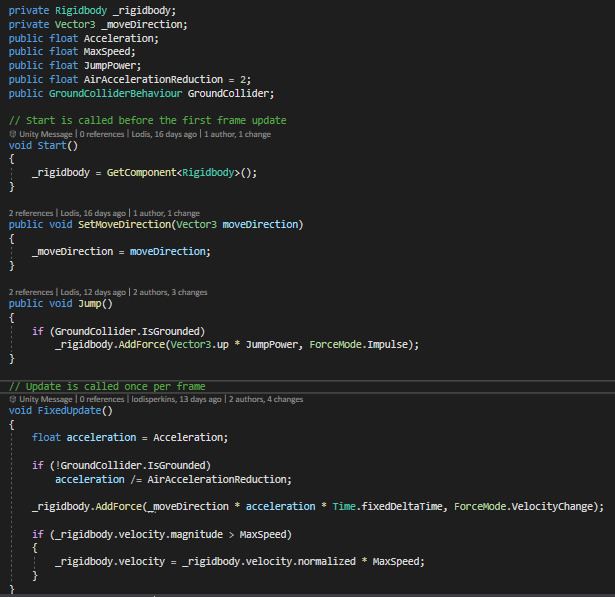 private Rigidbody _rigidbody;
private Vector3 _moveDirection;
public float Acceleration;
public float MaxSpeed;
public float JumpPower;
public float AirAccelerationReduction = 2;
public GroundColliderBehaviour GroundCollider;
// Start is called before the first frame update
Unity Message | 0 references | Lodis, 16 days ago | 1 author, 1 change
void Start()
{
_rigidbody = GetComponent<Rigidbody>();
}
2 references | Lodis, 16 days ago | 1 author, 1 change
public void SetMoveDirection(Vector3 moveDirection)
{
_moveDirection = moveDirection;
}
2 references | Lodis, 12 days ago | 2 authors, 3 changes
public void Jump()
{
if (GroundCollider.IsGrounded)
_rigidbody.AddForce(Vector3.up * JumpPower, ForceMode.Impulse);
}
// Update is called once per frame
Unity Message | 0 references | lodisperkins, 13 days ago | 2 authors, 4 changes
void FixedUpdate()
{
float acceleration = Acceleration;
if (!GroundCollider.IsGrounded)
acceleration /= AirAccelerationReduction;
_rigidbody.AddForce(_moveDirection * acceleration * Time.fixedDeltaTime, ForceMode.VelocityChange);
if (_rigidbody.velocity.magnitude > MaxSpeed)
{
_rigidbody.velocity = _rigidbody.velocity.normalized * MaxSpeed;
}
}